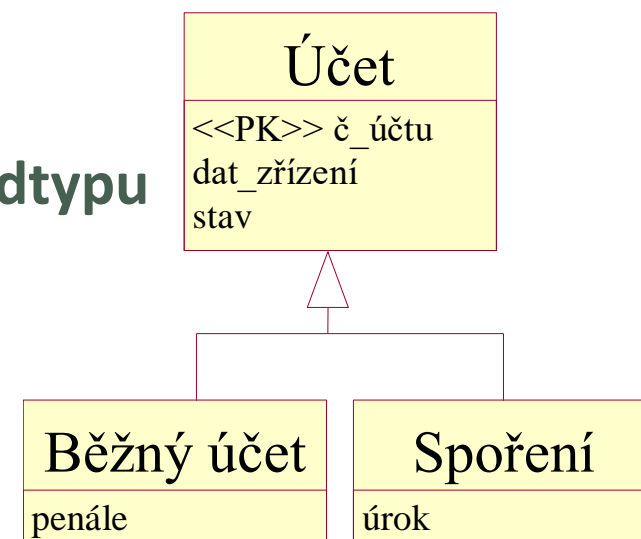 Účet
<<PK>> č_účtu
dat_zřízení
stav
dtypu
Běžný účet
penále
Spoření
úrok